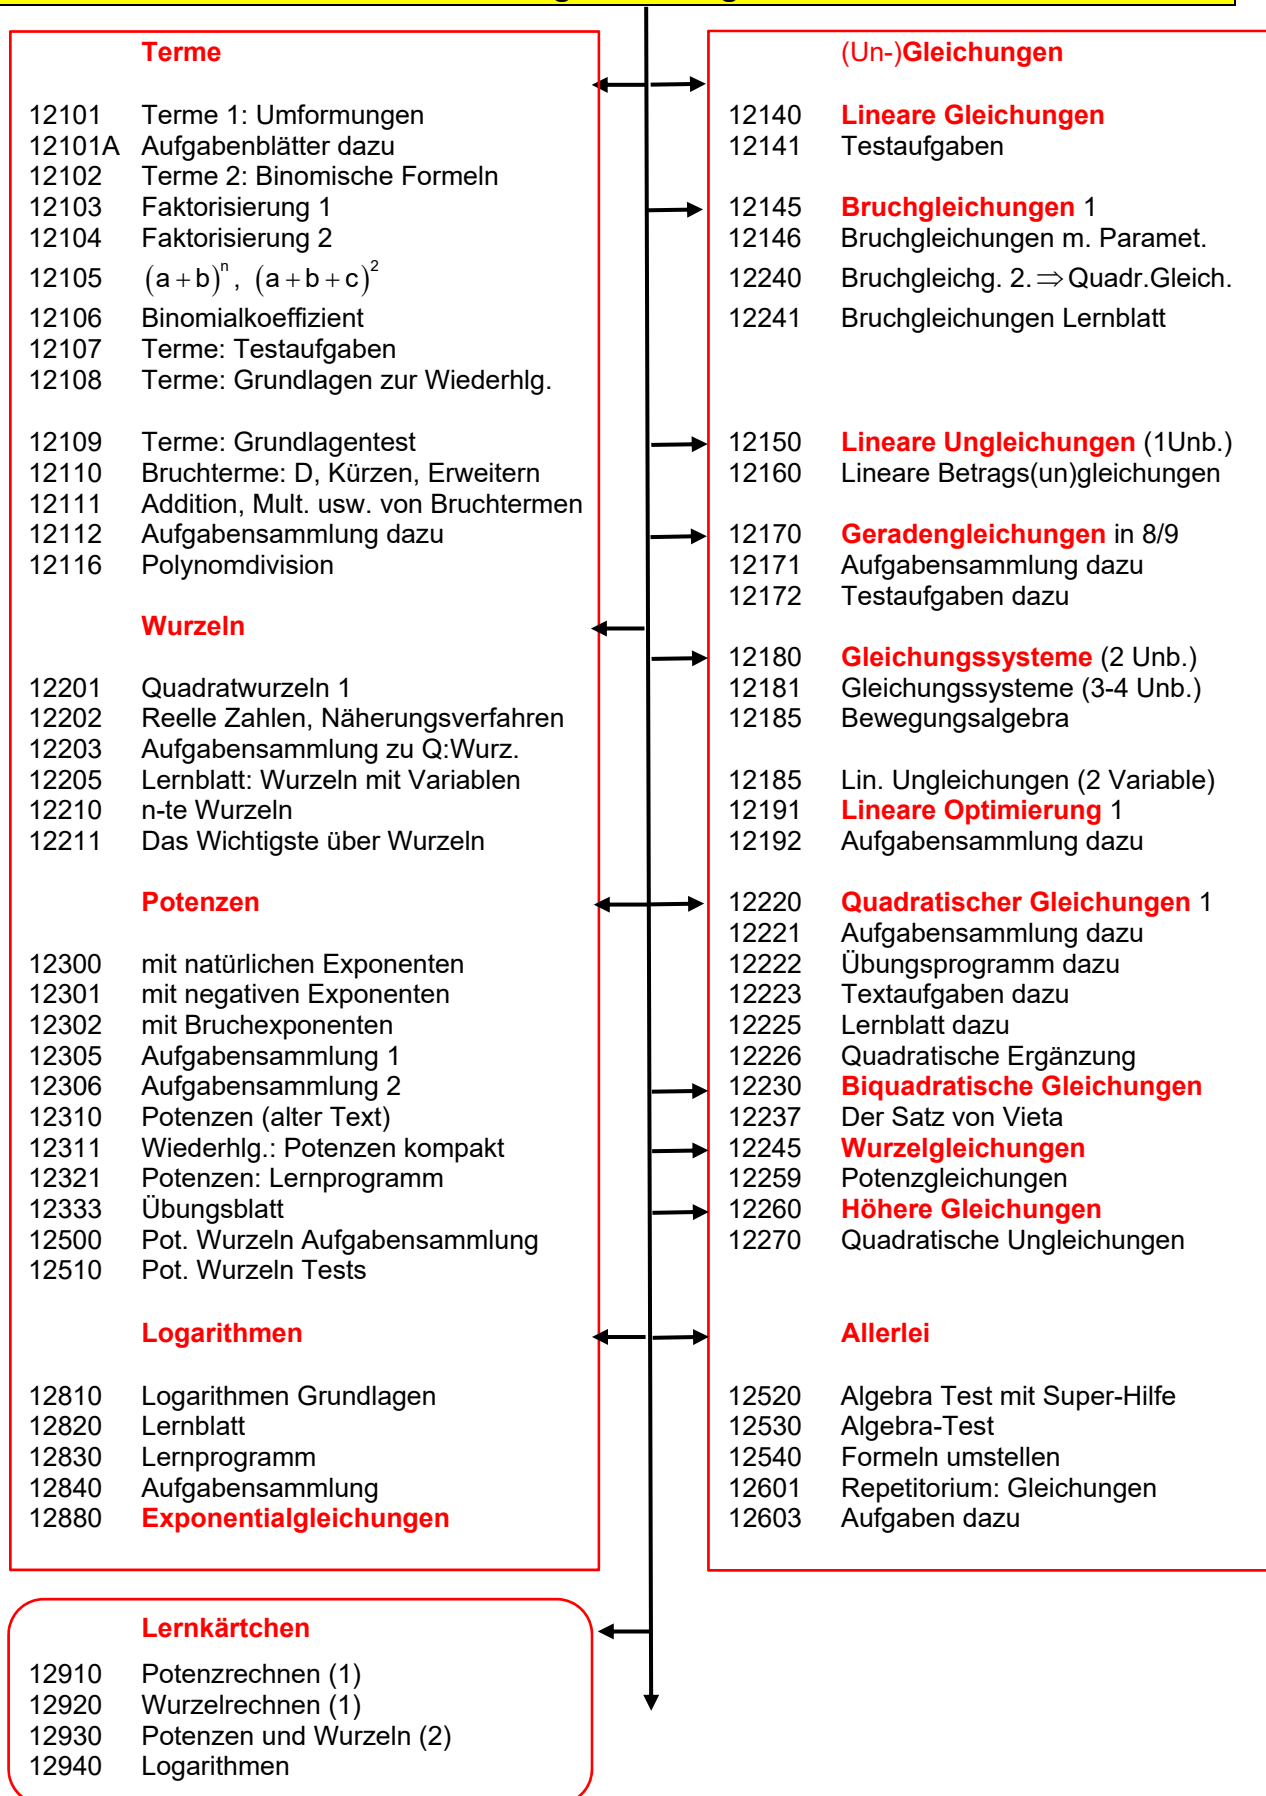 Terme
12101 Terme 1: Umformungen
12101A Aufgabenblätter dazu
12102 Terme 2: Binomische Formeln
12103 Faktorisierung 1
12104 Faktorisierung 2
12105 (a + b)ⁿ, (a + b + c)²
12106 Binomialkoeffizient
12107 Terme: Testaufgaben
12108 Terme: Grundlagen zur Wiederhlg.
12109 Terme: Grundlagentest
12110 Bruchterme: D, Kürzen, Erweitern
12111 Addition, Mult. usw. von Bruchtermen
12112 Aufgabensammlung dazu
12116 Polynomdivision
Wurzeln
12201 Quadratwurzeln 1
12202 Reelle Zahlen, Näherungsverfahren
12203 Aufgabensammlung zu Q:Wurz.
12205 Lernblatt: Wurzeln mit Variablen
12210 n-te Wurzeln
12211 Das Wichtigste über Wurzeln
Potenzen
12300 mit natürlichen Exponenten
12301 mit negativen Exponenten
12302 mit Bruchexponenten
12305 Aufgabensammlung 1
12306 Aufgabensammlung 2
12310 Potenzen (alter Text)
12311 Wiederhlg.: Potenzen kompakt
12321 Potenzen: Lernprogramm
12333 Übungsblatt
12500 Pot. Wurzeln Aufgabensammlung
12510 Pot. Wurzeln Tests
Logarithmen
12810 Logarithmen Grundlagen
12820 Lernblatt
12830 Lernprogramm
12840 Aufgabensammlung
12880 Exponentialgleichungen
(Un-)Gleichungen
12140 Lineare Gleichungen
12141 Testaufgaben
12145 Bruchgleichungen 1
12146 Bruchgleichungen m. Paramet.
12240 Bruchgleichg. 2. ⇒ Quadr.Gleich.
12241 Bruchgleichungen Lernblatt
12150 Lineare Ungleichungen (1Unb.)
12160 Lineare Betrags(un)gleichungen
12170 Geradengleichungen in 8/9
12171 Aufgabensammlung dazu
12172 Testaufgaben dazu
12180 Gleichungssysteme (2 Unb.)
12181 Gleichungssysteme (3-4 Unb.)
12185 Bewegungsalgebra
12185 Lin. Ungleichungen (2 Variable)
12191 Lineare Optimierung 1
12192 Aufgabensammlung dazu
12220 Quadratischer Gleichungen 1
12221 Aufgabensammlung dazu
12222 Übungsprogramm dazu
12223 Textaufgaben dazu
12225 Lernblatt dazu
12226 Quadratische Ergänzung
12230 Biquadratische Gleichungen
12237 Der Satz von Vieta
12245 Wurzelgleichungen
12259 Potenzgleichungen
12260 Höhere Gleichungen
12270 Quadratische Ungleichungen
Allerlei
12520 Algebra Test mit Super-Hilfe
12530 Algebra-Test
12540 Formeln umstellen
12601 Repetitorium: Gleichungen
12603 Aufgaben dazu
Lernkärtchen
12910 Potenzrechnen (1)
12920 Wurzelrechnen (1)
12930 Potenzen und Wurzeln (2)
12940 Logarithmen